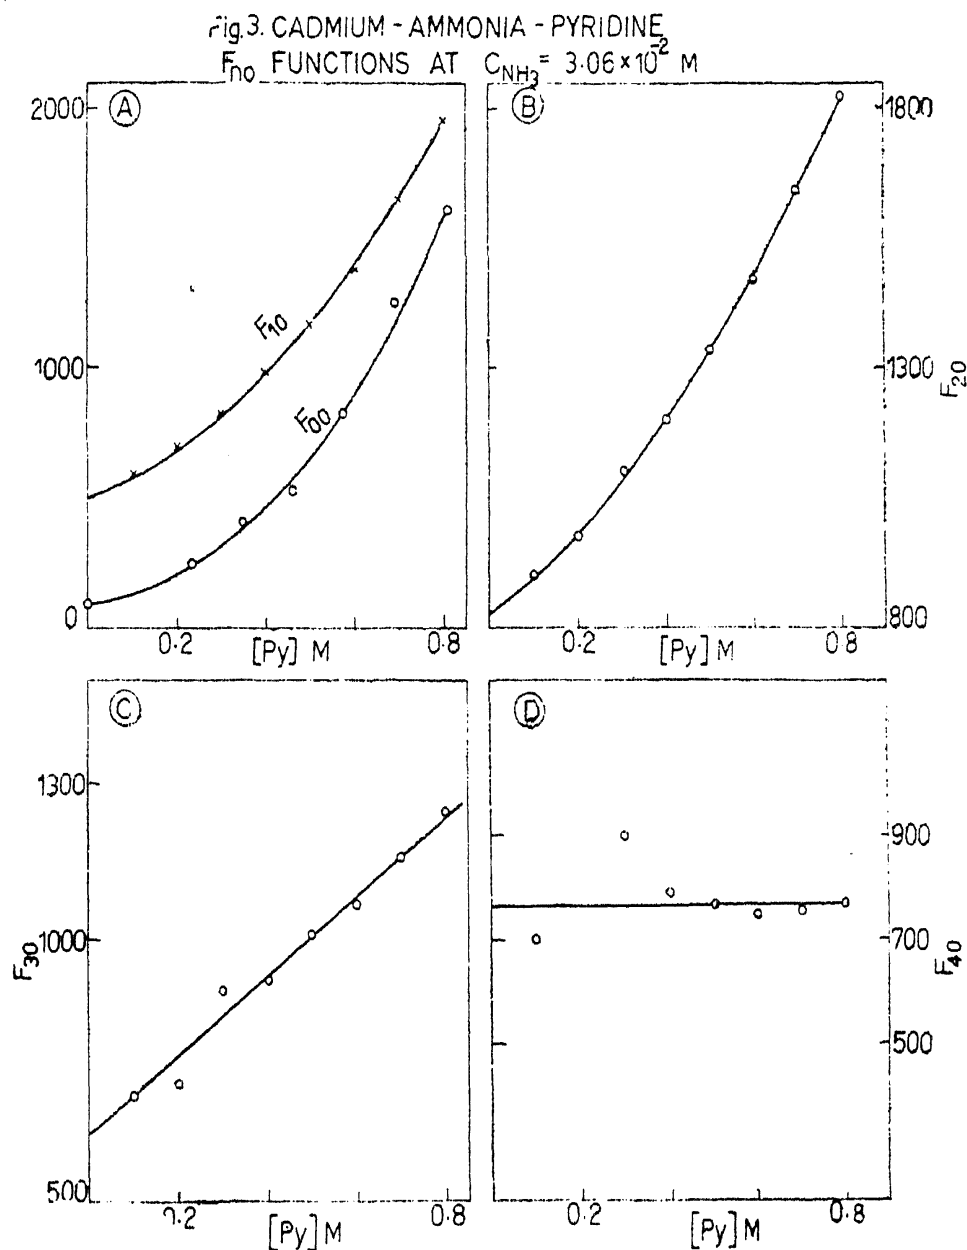 Fig.3. CADMIUM - AMMONIA - PYRIDINE
Fno FUNCTIONS AT CNH3 = 3.06×10-2 M
A
2000
1000
0
F10
F00
0.2
[Py] M
0.8
B
1800
1300
800
F20
0.2
[Py] M
0.8
C
1300
1000
500
F30
0.2
[Py] M
0.8
D
900
700
500
F40
0.2
[Py] M
0.8